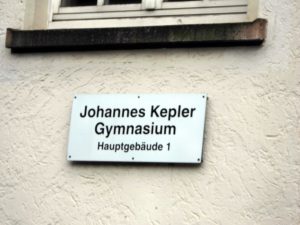 Johannes Kepler
Gymnasium
Hauptgebäude 1